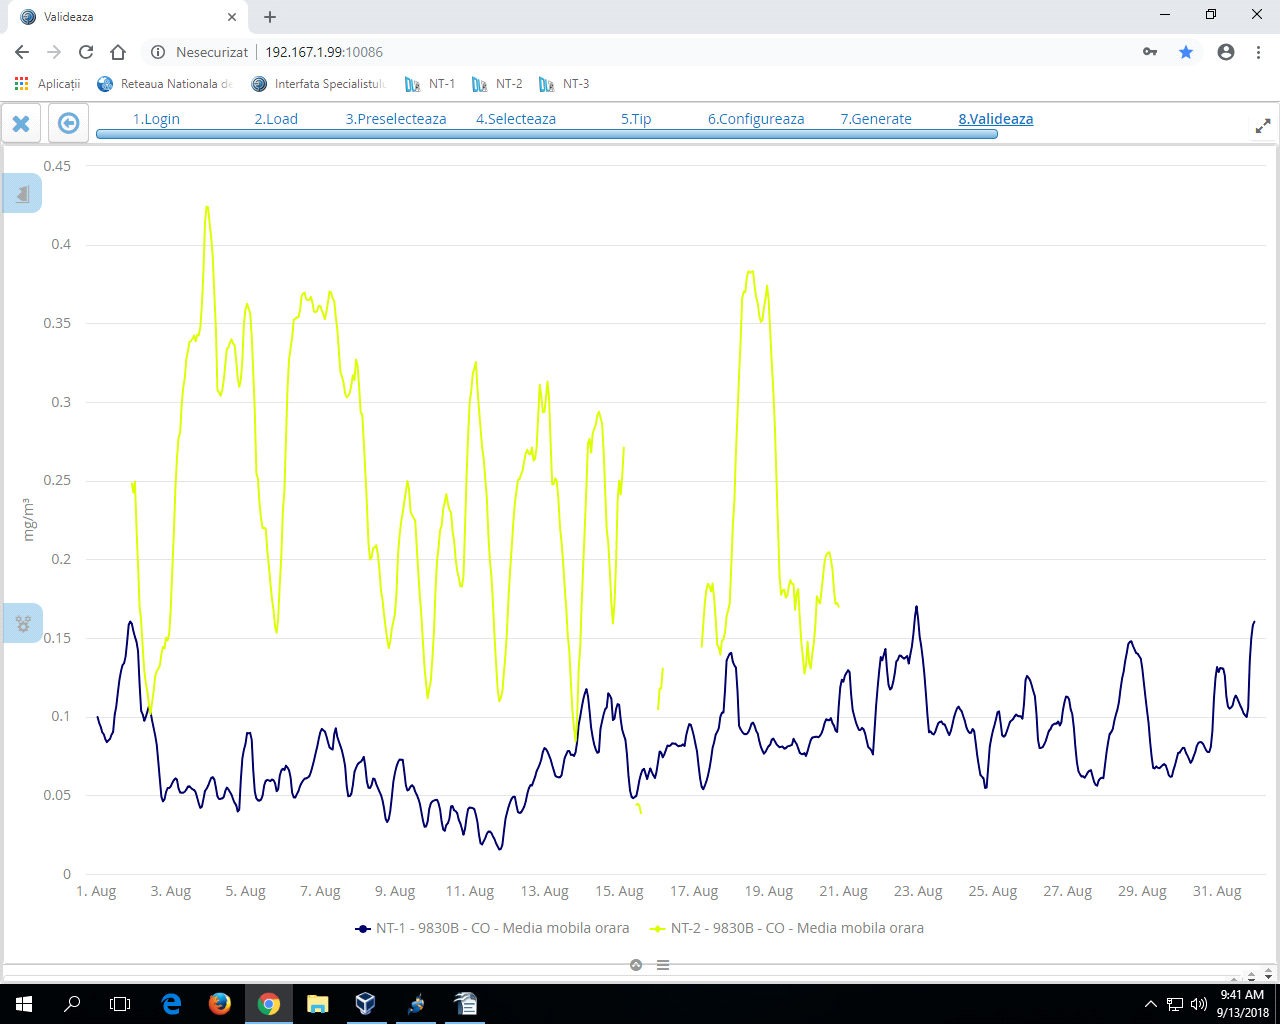 Valideaza
Nesecurizat 192.167.1.99:10086
Aplicații Reteaua Nationala de Interfata Specialistulu NT-1 NT-2 NT-3
1.Login 2.Load 3.Preselecteaza 4.Selecteaza 5.Tip 6.Configureaza 7.Generate 8.Valideaza
0.45
0.4
0.35
0.3
0.25
mg/m³
0.2
0.15
0.1
0.05
0
1. Aug 3. Aug 5. Aug 7. Aug 9. Aug 11. Aug 13. Aug 15. Aug 17. Aug 19. Aug 21. Aug 23. Aug 25. Aug 27. Aug 29. Aug 31. Aug
NT-1 - 9830B - CO - Media mobila orara NT-2 - 9830B - CO - Media mobila orara
9:41 AM
9/13/2018